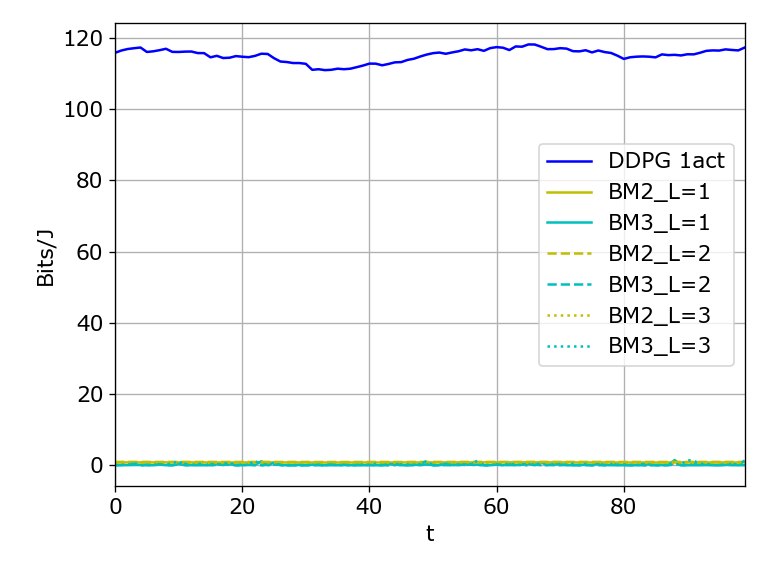 120
100
80
60
40
20
0
Bits/J
DDPG 1act
BM2_L=1
BM3_L=1
BM2_L=2
BM3_L=2
BM2_L=3
BM3_L=3
0 20 40 60 80
t